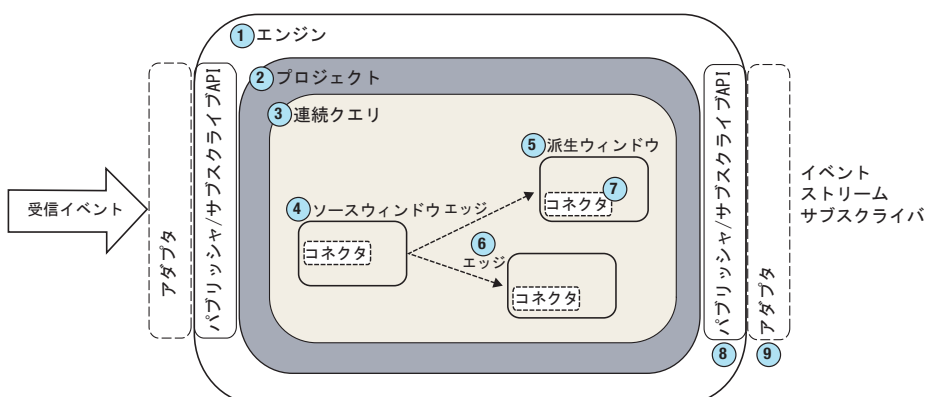 1 エンジン
2 プロジェクト
3 連続クエリ
5 派生ウィンドウ
7
コネクタ
4 ソースウィンドウ エッジ
コネクタ
6
エッジ
コネクタ
受信イベント
アダプタ
パブリッシャ/サブスクライブAPI
パブリッシャ/サブスクライブAPI
8
アダプタ
9
イベント
ストリーム
サブスクライバ